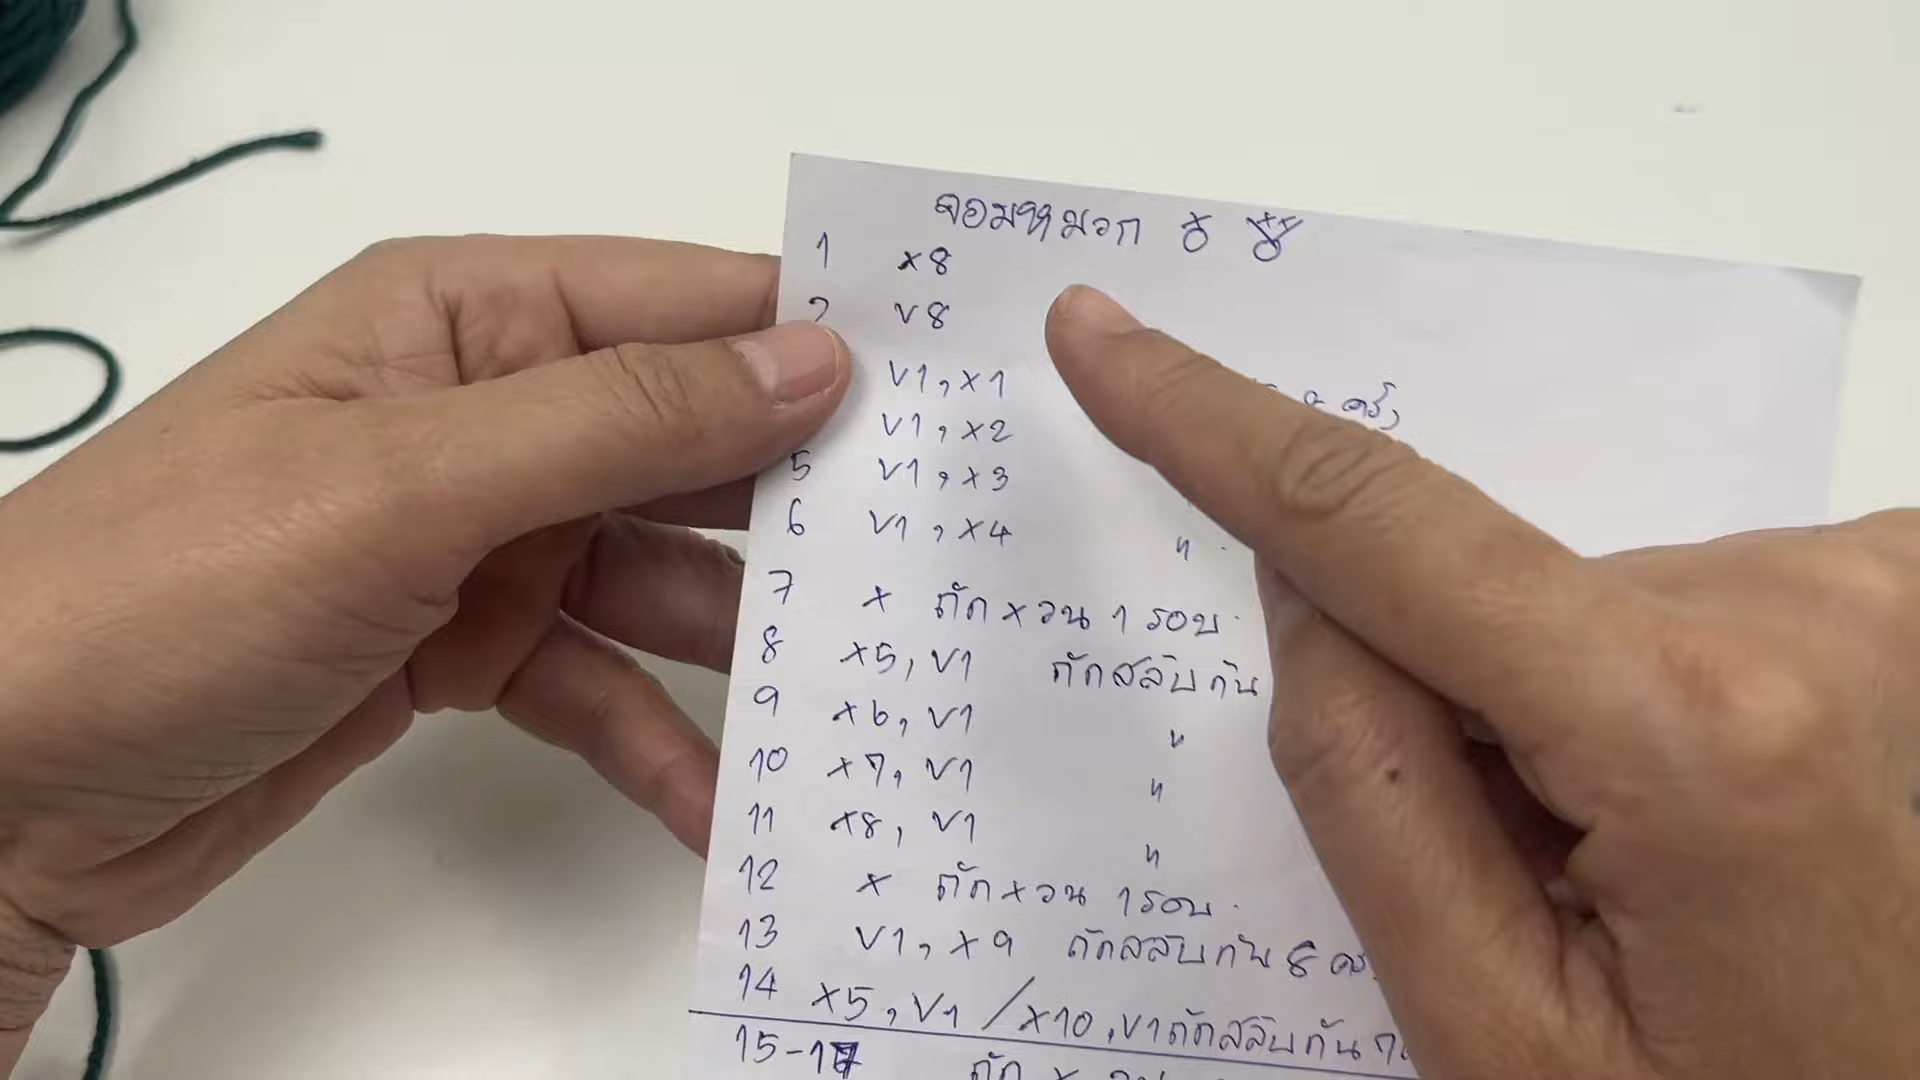 จอมหมวก
1 x8
2 v8
v1, x1
v1, x2
5 v1, x3
6 v1, x4 "
7 x ถัก x วน 1 รอบ.
8 x5, v1 ถักสลับกัน
9 x6, v1 "
10 x7, v1 "
11 x8, v1 "
12 x ถัก x วน 1 รอบ.
13 v1, x9 ถักสลับกัน 8
14 x5, v1 / x10, v1 ถักสลับกัน
15-17 ถัก x